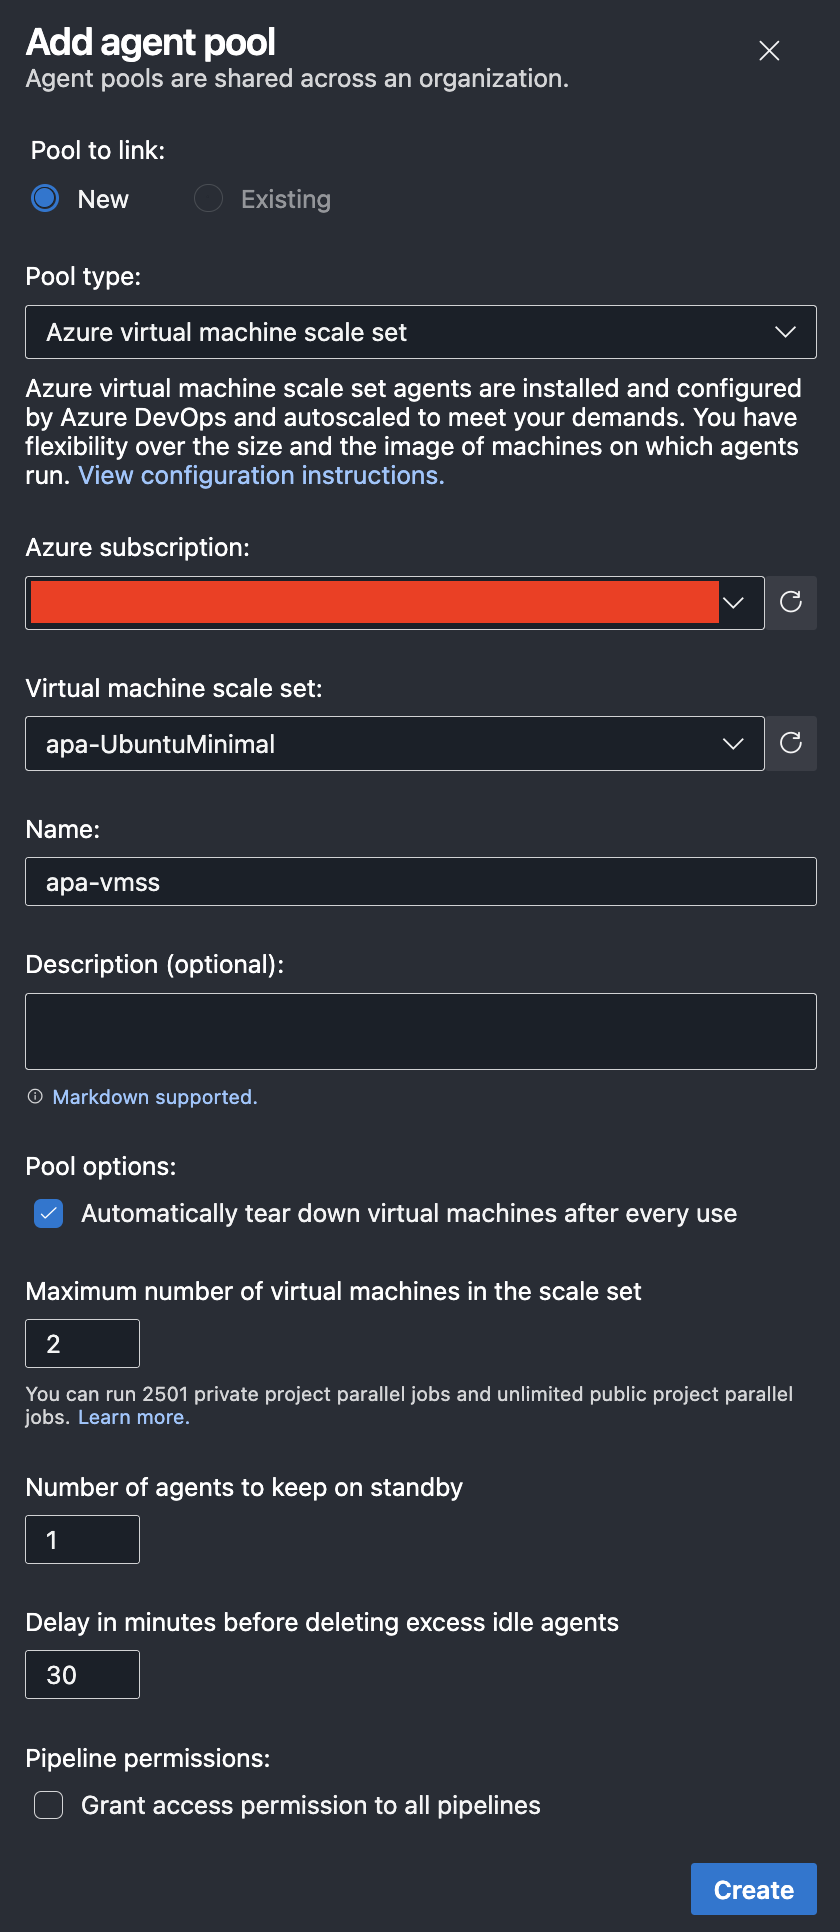 Add agent pool
Agent pools are shared across an organization.
Pool to link:
New
Existing
Pool type:
Azure virtual machine scale set
Azure virtual machine scale set agents are installed and configured
by Azure DevOps and autoscaled to meet your demands. You have
flexibility over the size and the image of machines on which agents
run. View configuration instructions.
Azure subscription:
Virtual machine scale set:
apa-UbuntuMinimal
Name:
apa-vmss
Description (optional):
Markdown supported.
Pool options:
Automatically tear down virtual machines after every use
Maximum number of virtual machines in the scale set
2
You can run 2501 private project parallel jobs and unlimited public project parallel
jobs. Learn more.
Number of agents to keep on standby
1
Delay in minutes before deleting excess idle agents
30
Pipeline permissions:
Grant access permission to all pipelines
Create